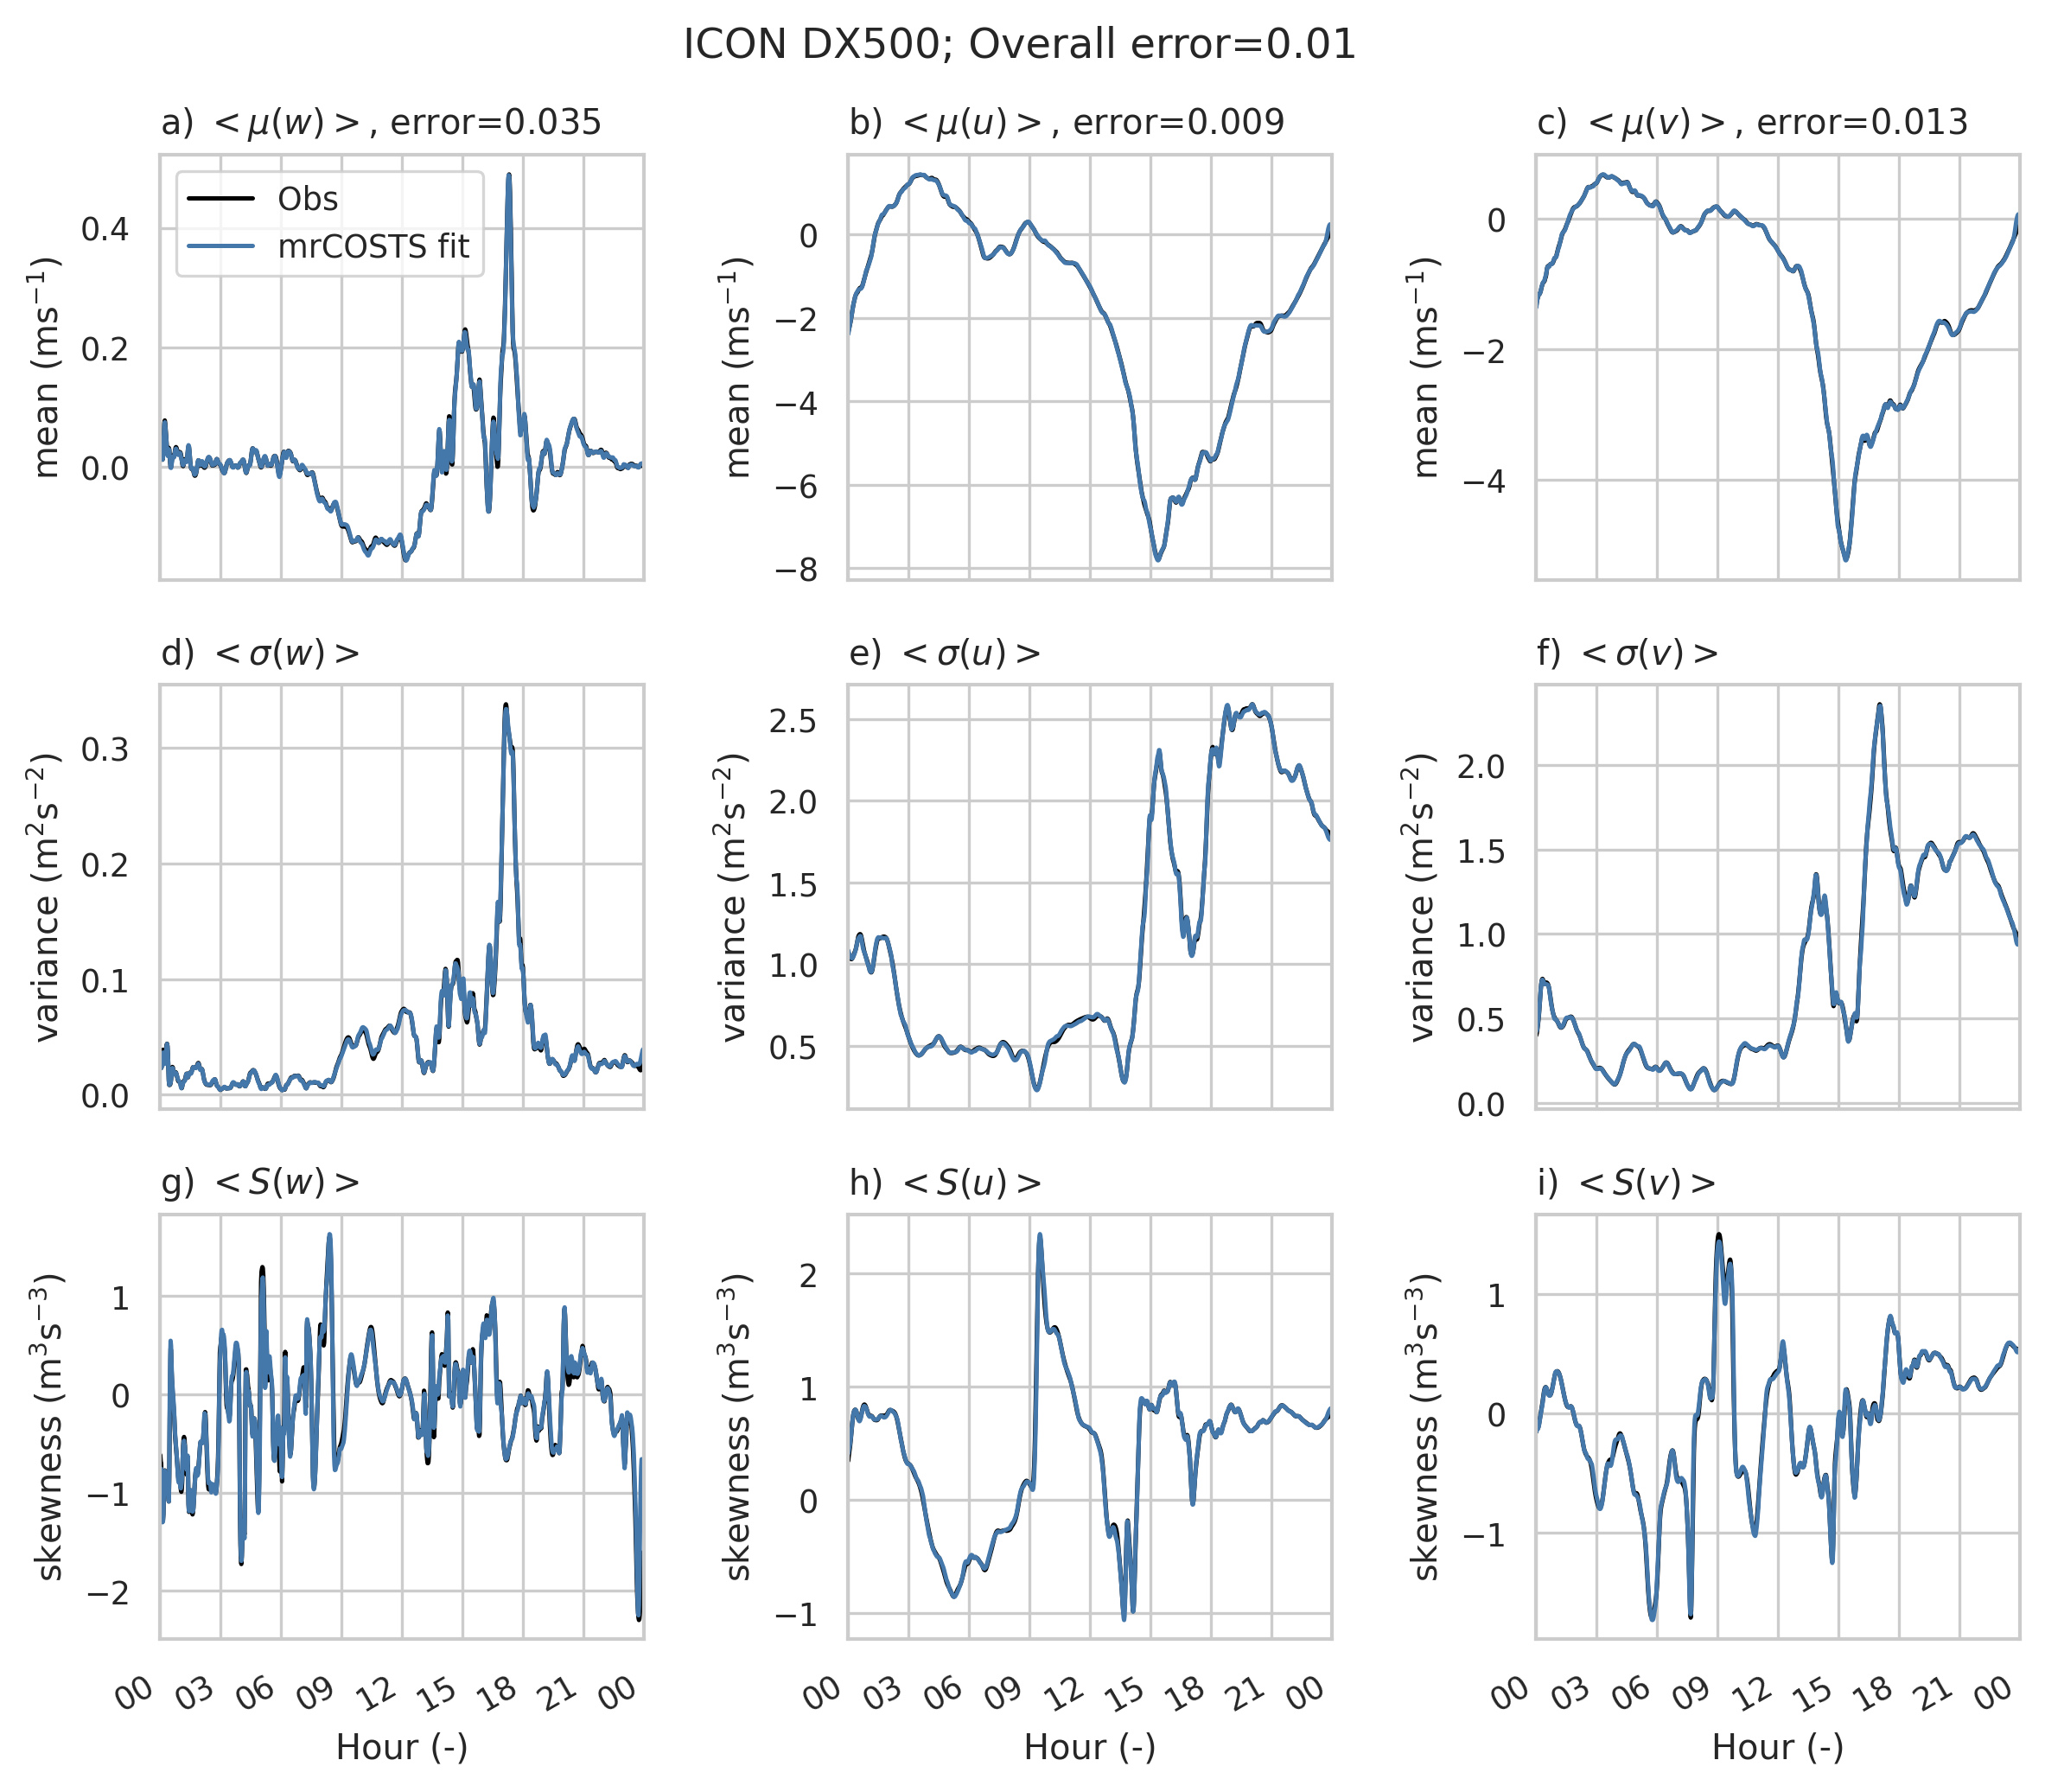 ICON DX500; Overall error=0.01
a) <μ(w)>, error=0.035
b) <μ(u)>, error=0.009
c) <μ(v)>, error=0.013
Obs
mrCOSTS fit
mean (ms⁻¹)
0.4
0.2
0.0
mean (ms⁻¹)
0
−2
−4
−6
−8
mean (ms⁻¹)
0
−2
−4
d) <σ(w)>
e) <σ(u)>
f) <σ(v)>
variance (m²s⁻²)
0.3
0.2
0.1
0.0
variance (m²s⁻²)
2.5
2.0
1.5
1.0
0.5
variance (m²s⁻²)
2.0
1.5
1.0
0.5
0.0
g) <S(w)>
h) <S(u)>
i) <S(v)>
skewness (m³s⁻³)
1
0
−1
−2
skewness (m³s⁻³)
2
1
0
−1
skewness (m³s⁻³)
1
0
−1
00 03 06 09 12 15 18 21 00
00 03 06 09 12 15 18 21 00
00 03 06 09 12 15 18 21 00
Hour (-)
Hour (-)
Hour (-)